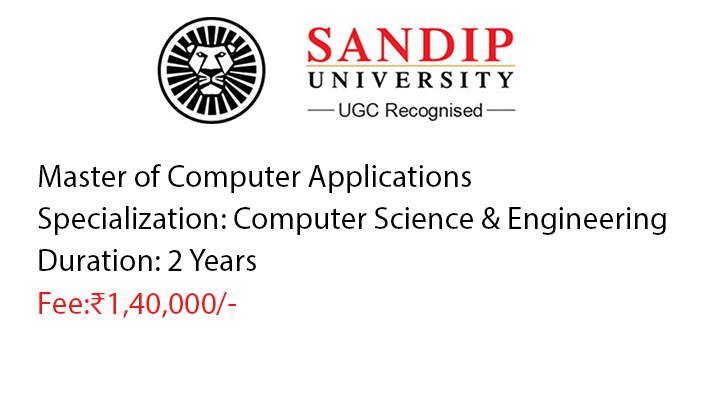 SANDIP
UNIVERSITY
UGC Recognised
Master of Computer Applications
Specialization: Computer Science & Engineering
Duration: 2 Years
Fee:₹1,40,000/-